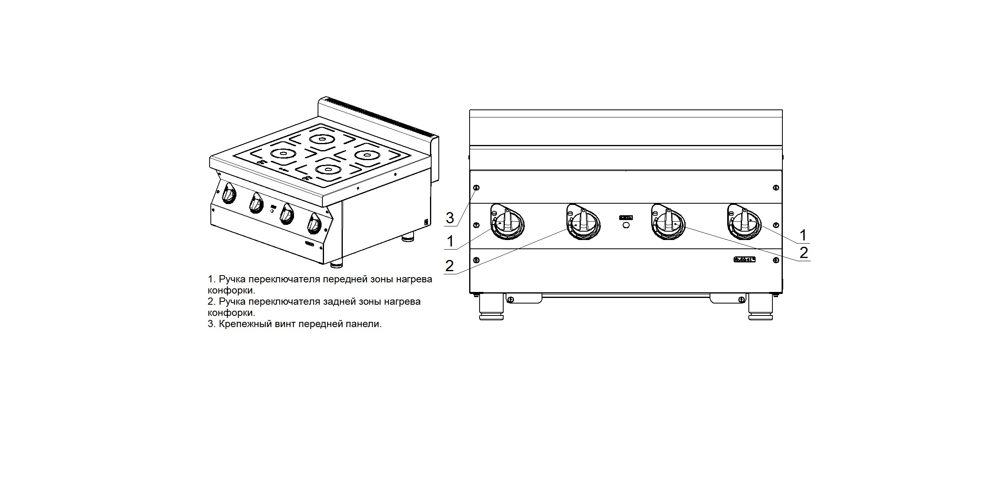 3
1
2
1
2
1. Ручка переключателя передней зоны нагрева
конфорки.
2. Ручка переключателя задней зоны нагрева
конфорки.
3. Крепежный винт передней панели.